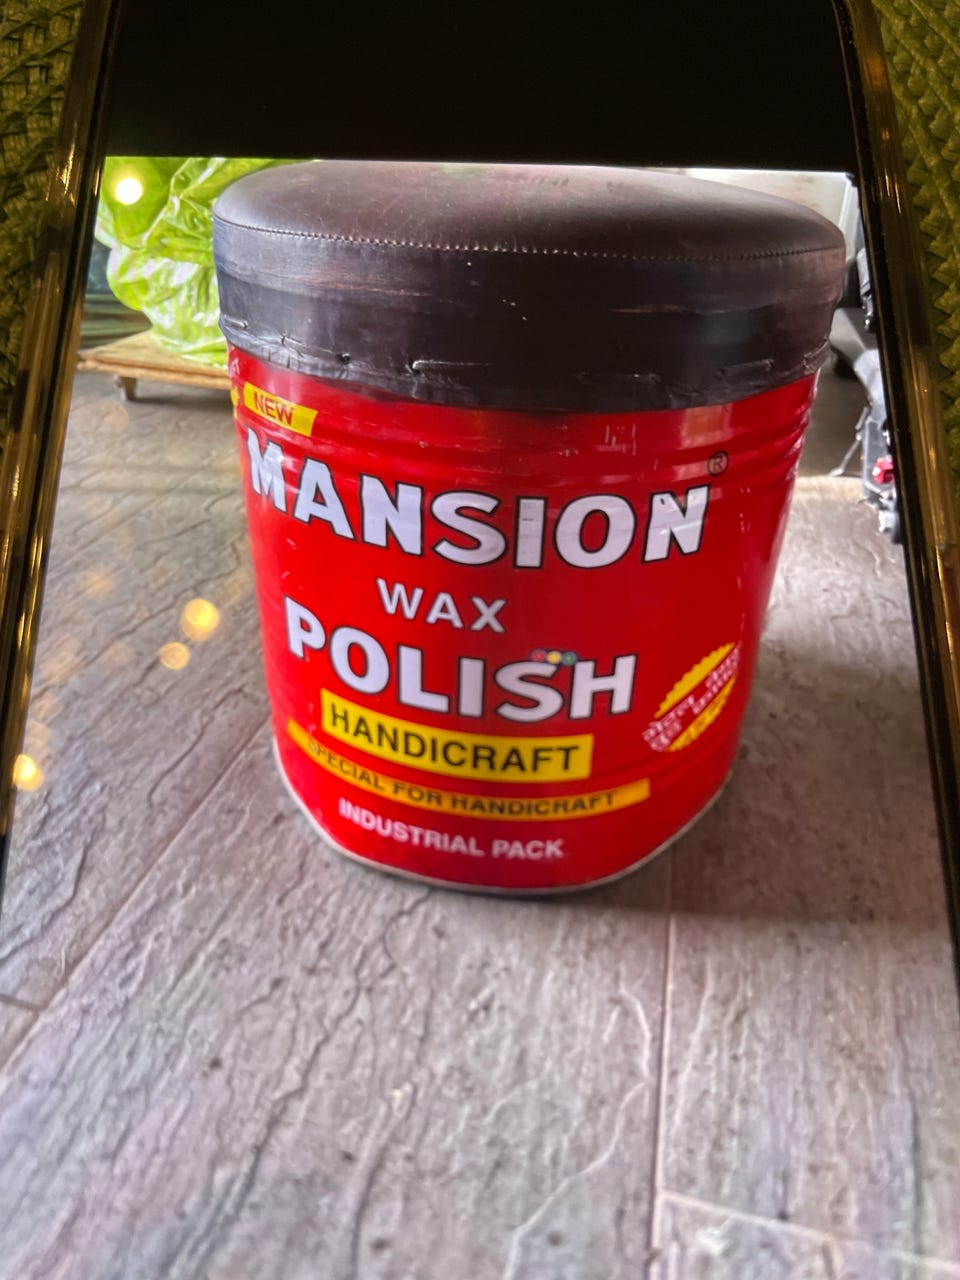 NEW
MANSION®
WAX
POLISH
HANDICRAFT
SPECIAL FOR HANDICRAFT
INDUSTRIAL PACK